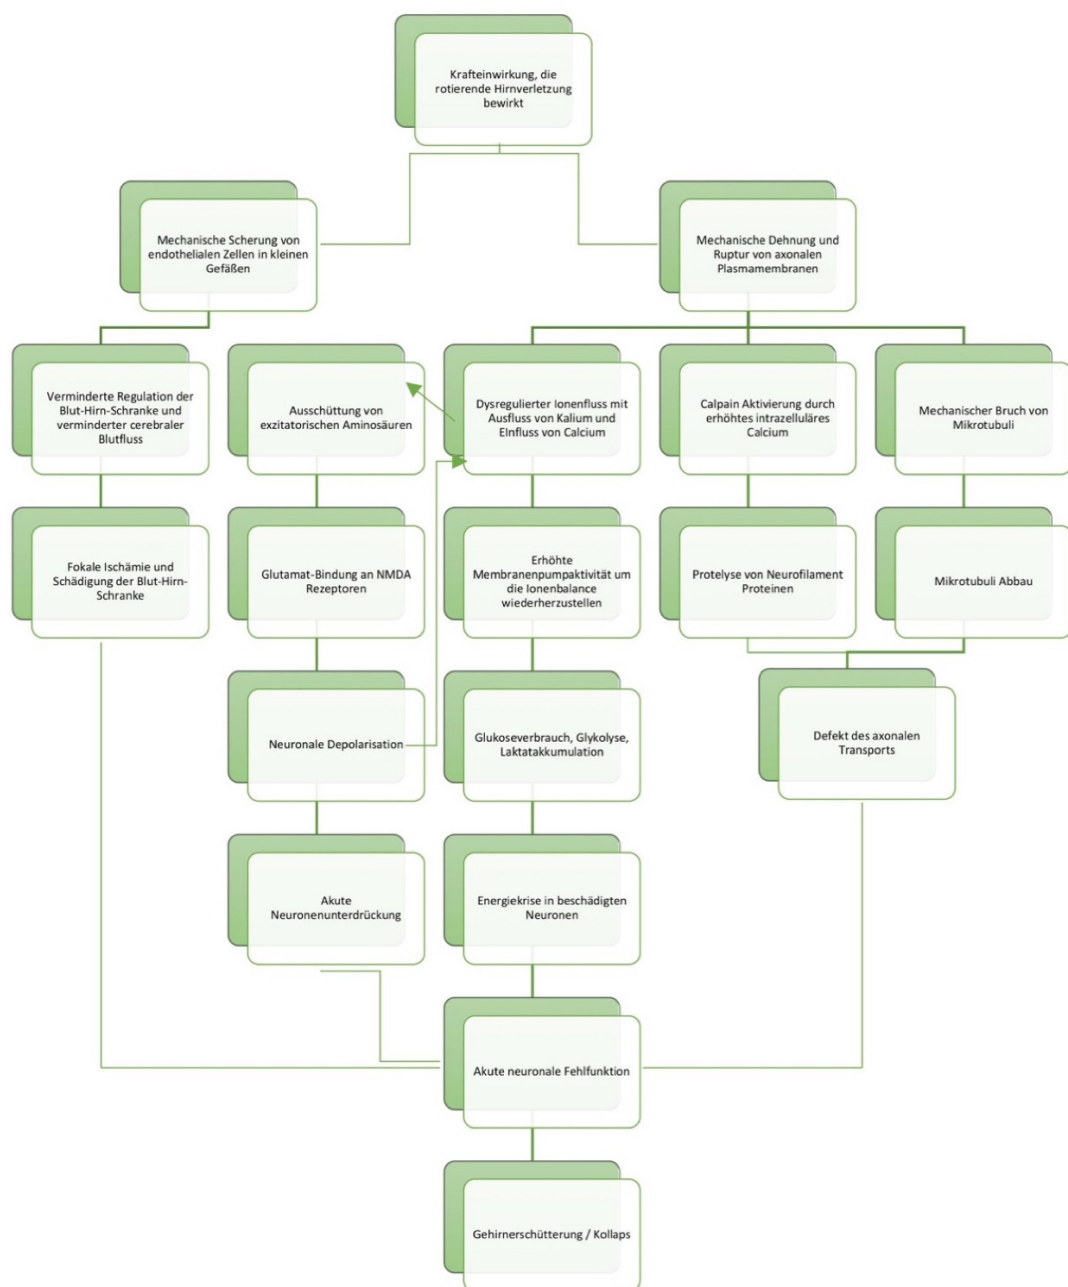 Krafteinwirkung, die
rotierende Hirnverletzung
bewirkt
Mechanische Scherung von
endothelialen Zellen in kleinen
Gefäßen
Mechanische Dehnung und
Ruptur von axonalen
Plasmamembranen
Verminderte Regulation der
Blut-Hirn-Schranke und
verminderter cerebraler
Blutfluss
Ausschüttung von
exzitatorischen Aminosäuren
Dysregulierter Ionenfluss mit
Ausfluss von Kalium und
EInfluss von Calcium
Calpain Aktivierung durch
erhöhtes intrazelluläres
Calcium
Mechanischer Bruch von
Mikrotubuli
Fokale Ischämie und
Schädigung der Blut-Hirn-
Schranke
Glutamat-Bindung an NMDA
Rezeptoren
Erhöhte
Membranenpumpaktivität um
die Ionenbalance
wiederherzustellen
Protelyse von Neurofilament
Proteinen
Mikrotubuli Abbau
Neuronale Depolarisation
Glukoseverbrauch, Glykolyse,
Laktatakkumulation
Defekt des axonalen
Transports
Akute
Neuronenunterdrückung
Energiekrise in beschädigten
Neuronen
Akute neuronale Fehlfunktion
Gehirnerschütterung / Kollaps